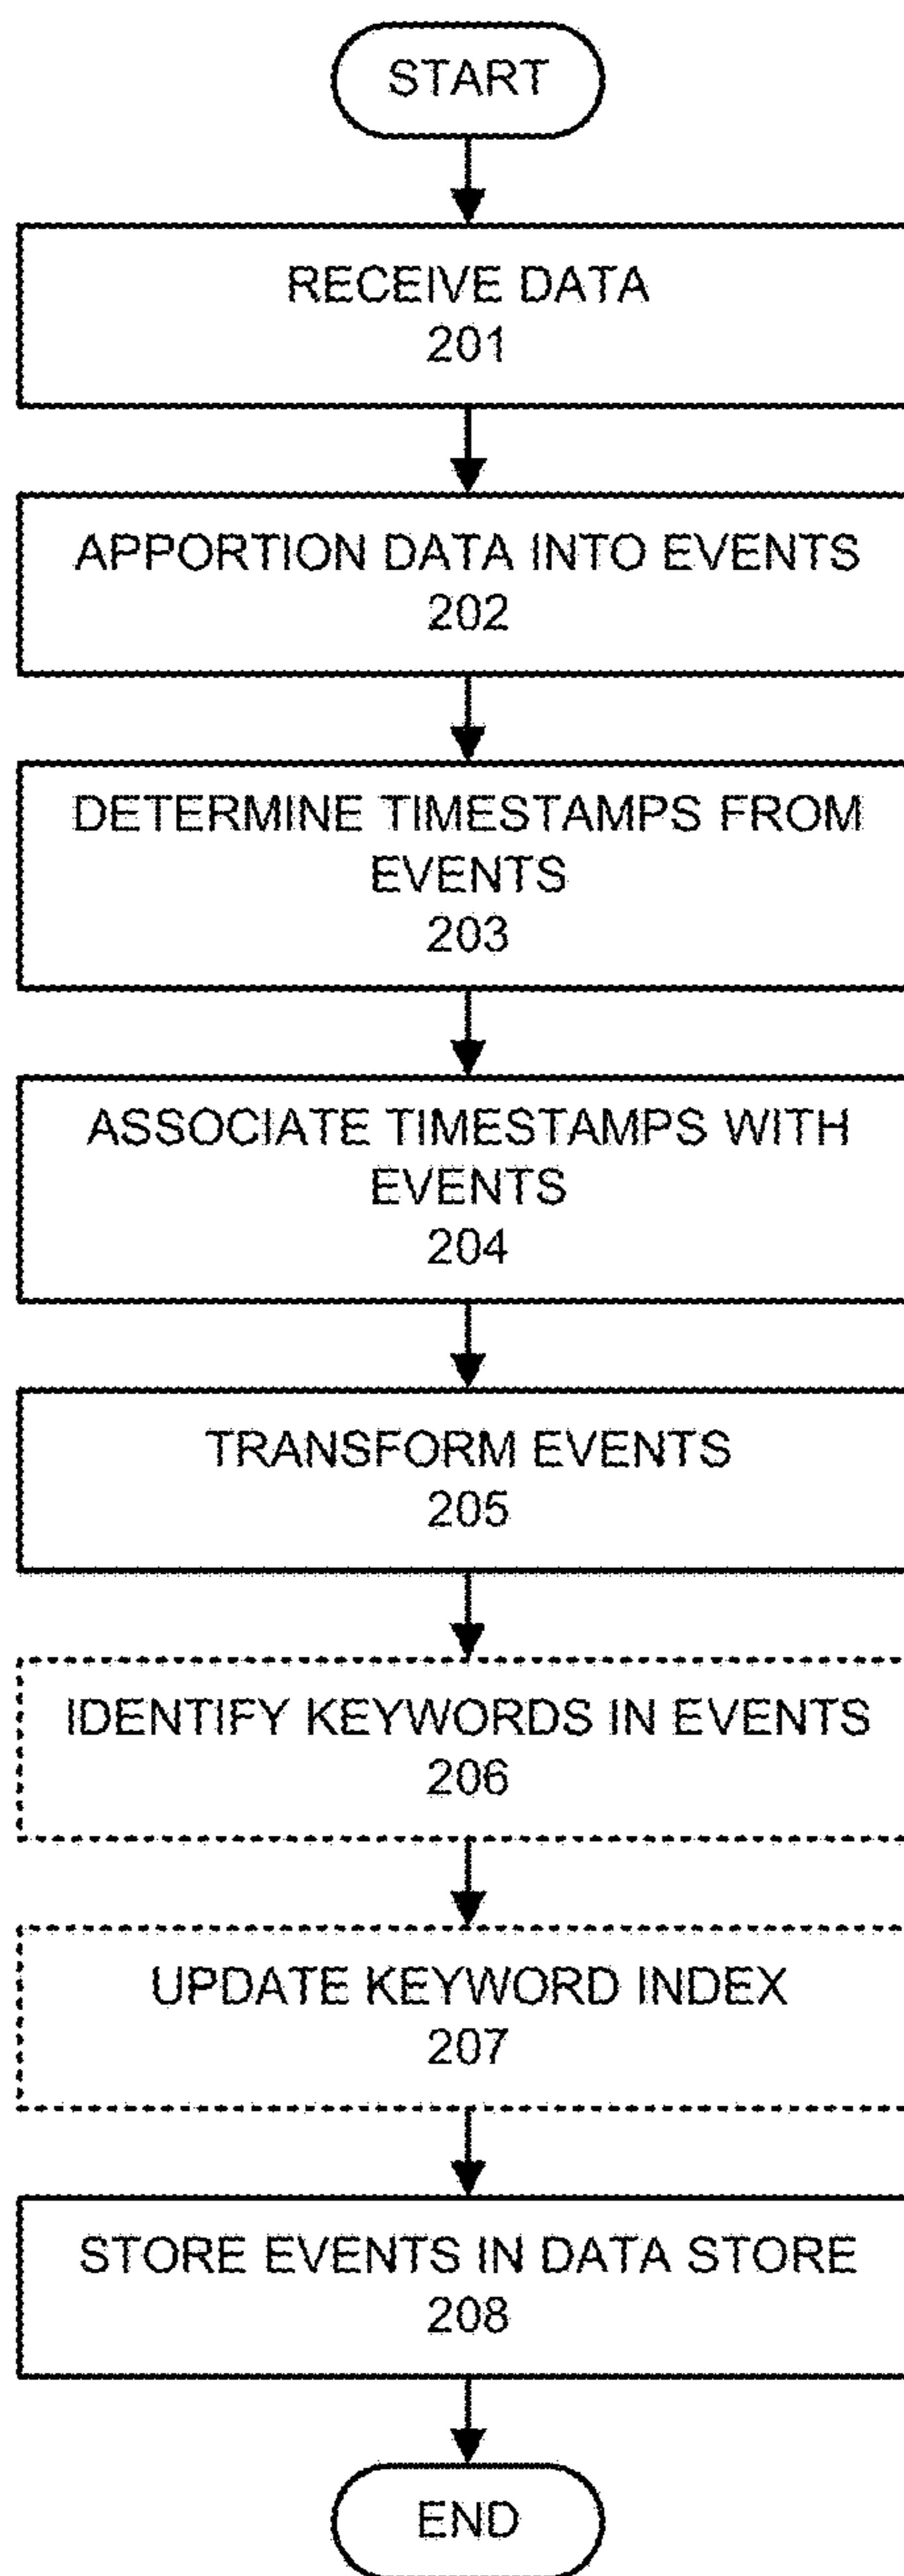 START
RECEIVE DATA
201
APPORTION DATA INTO EVENTS
202
DETERMINE TIMESTAMPS FROM
EVENTS
203
ASSOCIATE TIMESTAMPS WITH
EVENTS
204
TRANSFORM EVENTS
205
IDENTIFY KEYWORDS IN EVENTS
206
UPDATE KEYWORD INDEX
207
STORE EVENTS IN DATA STORE
208
END